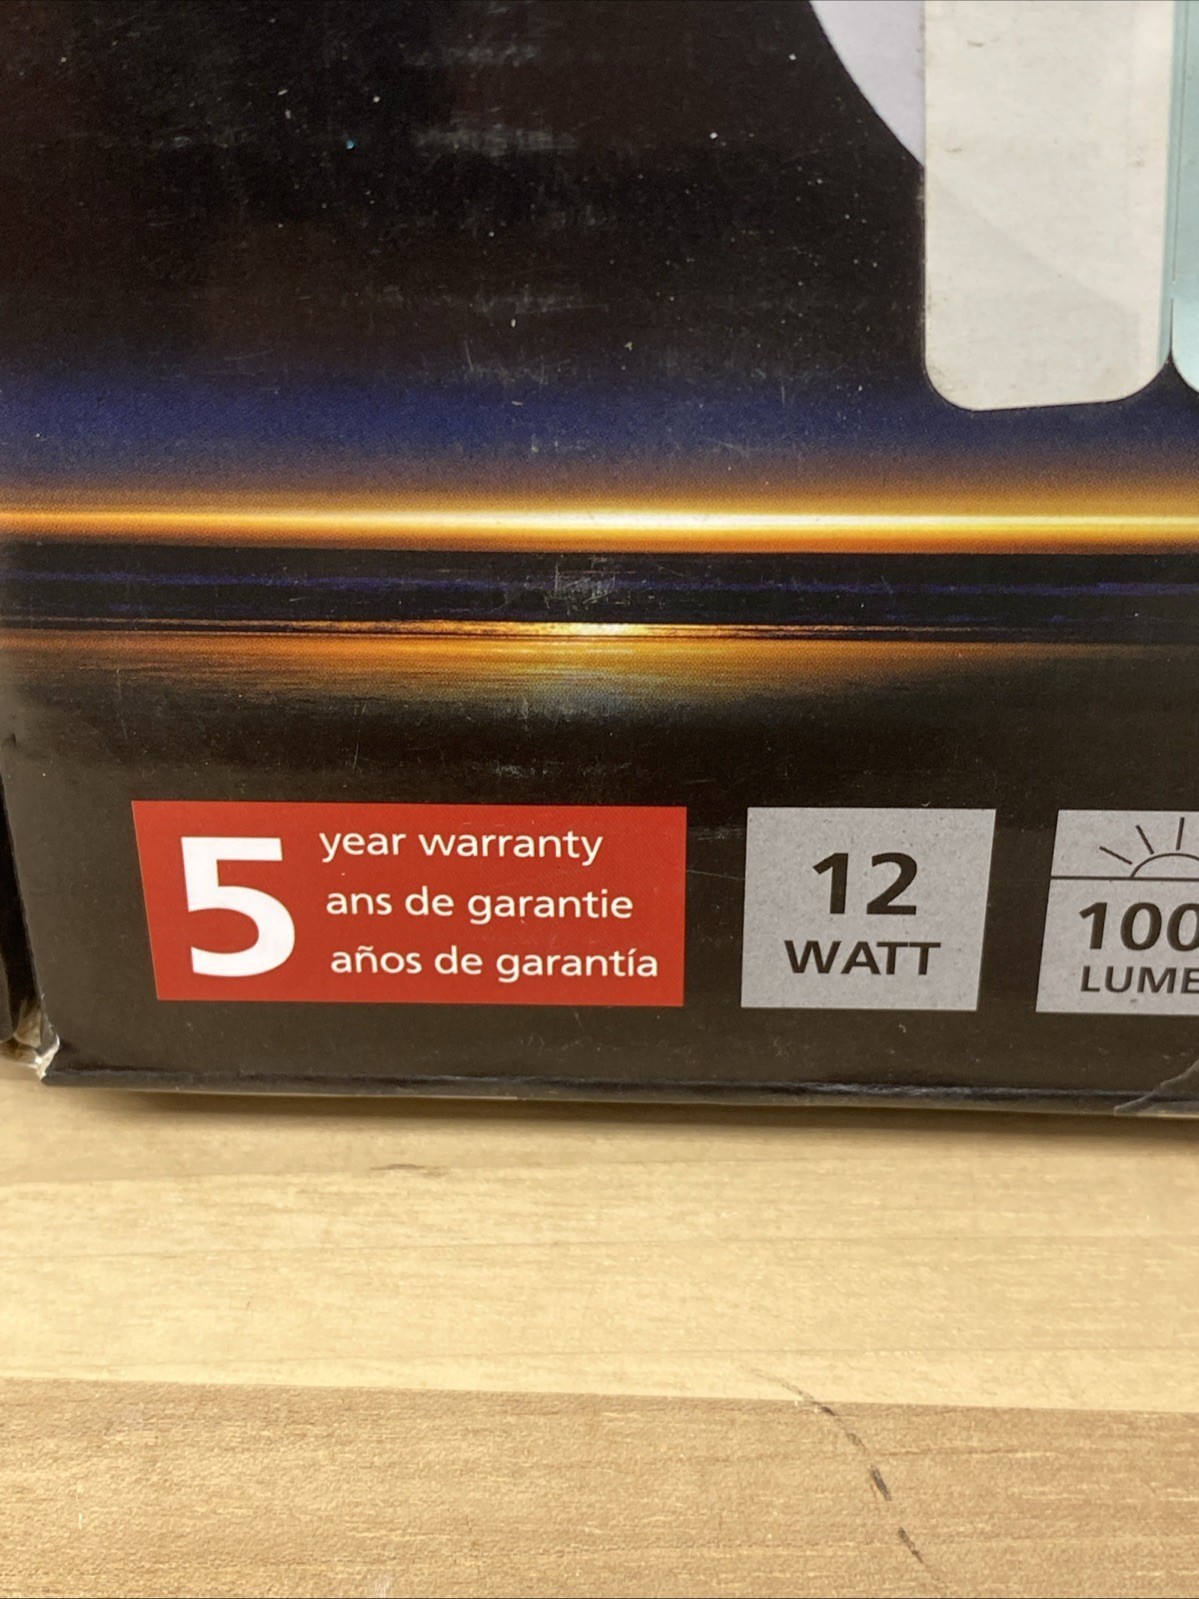 5 year warranty
ans de garantie
años de garantía
12
WATT